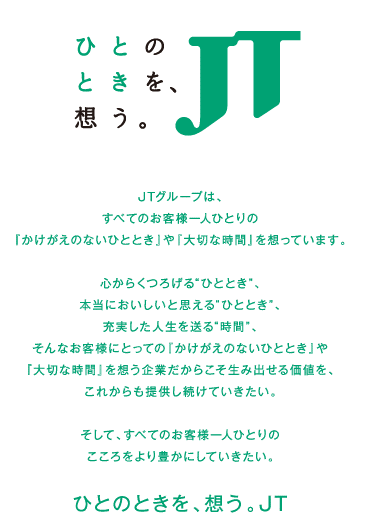 ひとの
ときを、
想う。
JT
JTグループは、
すべてのお客様一人ひとりの
『かけがえのないひととき』や『大切な時間』を想っています。
心からくつろげる“ひととき”、
本当においしいと思える“ひととき”、
充実した人生を送る“時間”、
そんなお客様にとっての『かけがえのないひととき』や
『大切な時間』を想う企業だからこそ生み出せる価値を、
これからも提供し続けていきたい。
そして、すべてのお客様一人ひとりの
こころをより豊かにしていきたい。
ひとのときを、想う。JT